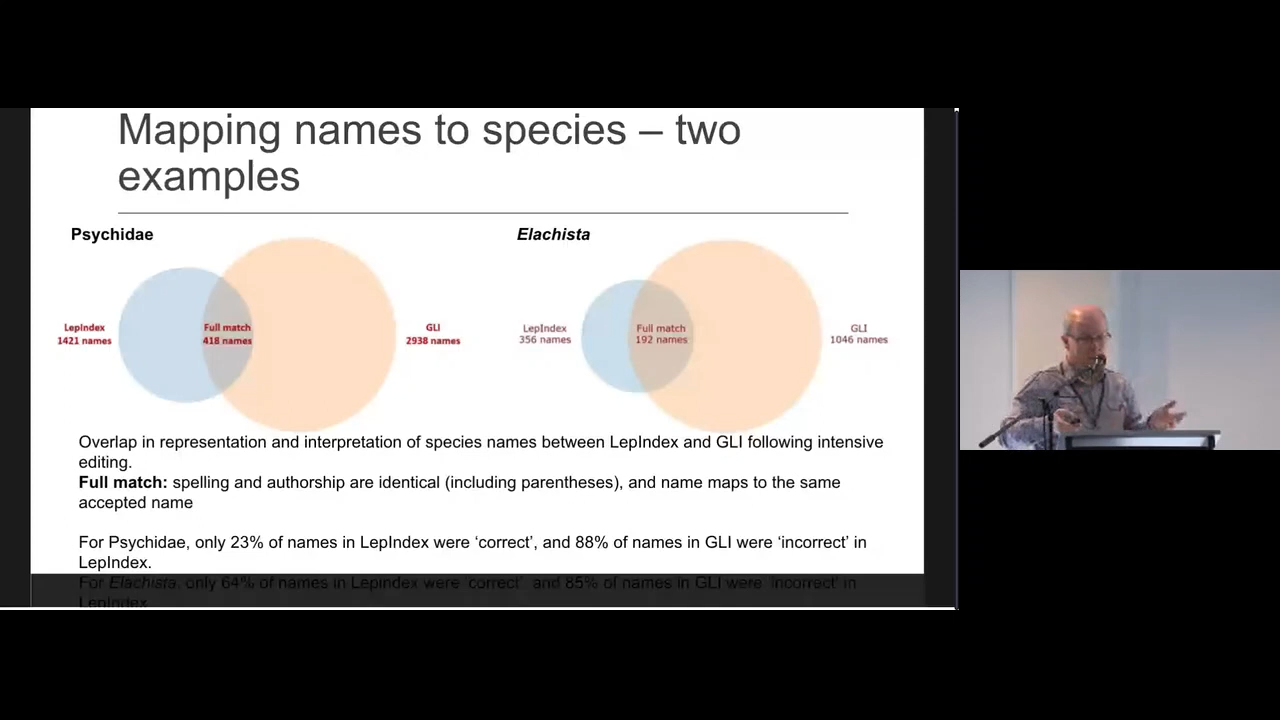 Mapping names to species – two
examples
Psychidae
Elachista
LepIndex
1421 names
Full match
418 names
GLI
2938 names
LepIndex
356 names
Full match
192 names
GLI
1046 names
Overlap in representation and interpretation of species names between LepIndex and GLI following intensive
editing.
Full match: spelling and authorship are identical (including parentheses), and name maps to the same
accepted name
For Psychidae, only 23% of names in LepIndex were ‘correct’, and 88% of names in GLI were ‘incorrect’ in
LepIndex.
For Elachista, only 64% of names in Lepindex were ‘correct’ and 85% of names in GLI were ‘incorrect’ in
LepIndex